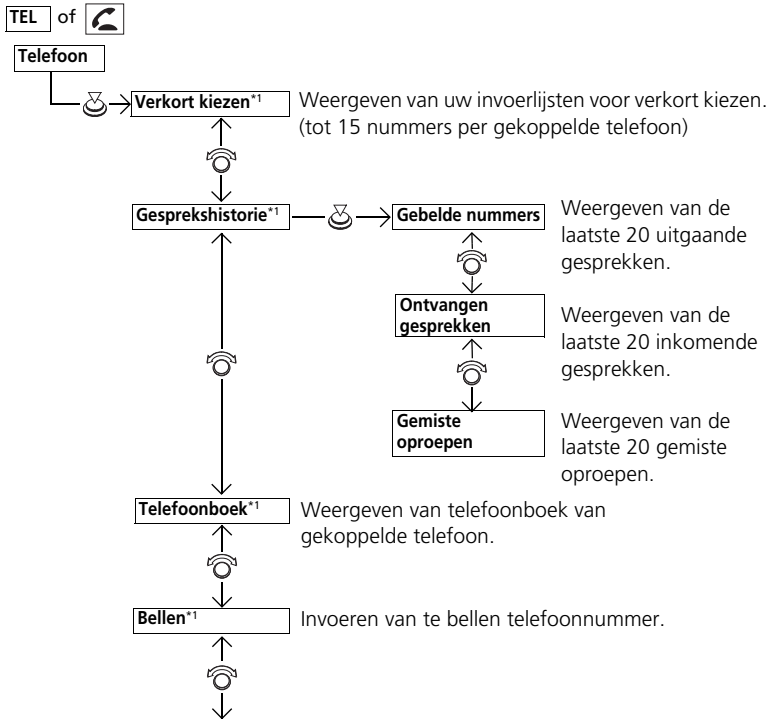 TEL of
Telefoon
Verkort kiezen*1
Weergeven van uw invoerlijsten voor verkort kiezen.
(tot 15 nummers per gekoppelde telefoon)
Gesprekshistorie*1
Gebelde nummers
Weergeven van de
laatste 20 uitgaande
gesprekken.
Ontvangen
gesprekken
Weergeven van de
laatste 20 inkomende
gesprekken.
Gemiste
oproepen
Weergeven van de
laatste 20 gemiste
oproepen.
Telefoonboek*1
Weergeven van telefoonboek van
gekoppelde telefoon.
Bellen*1
Invoeren van te bellen telefoonnummer.